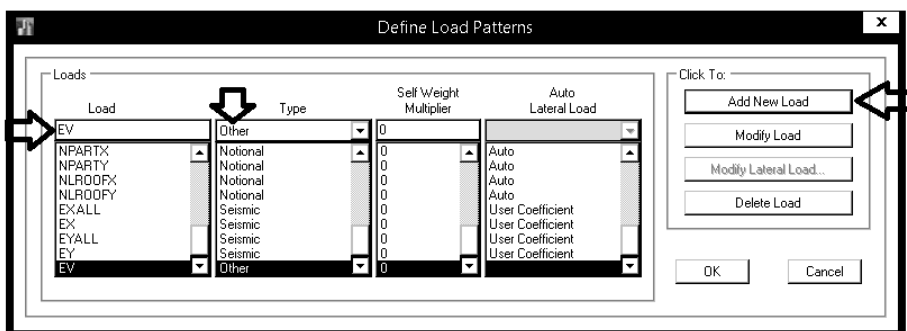 Define Load Patterns
x
Loads
Click To:
Load Type Self Weight Multiplier Auto Lateral Load
EV Other 0
NPARTX Notional 0 Auto
NPARTY Notional 0 Auto
NLROOFX Notional 0 Auto
NLROOFY Notional 0 Auto
EXALL Seismic 0 User Coefficient
EX Seismic 0 User Coefficient
EYALL Seismic 0 User Coefficient
EY Seismic 0 User Coefficient
EV Other 0
Add New Load
Modify Load
Modify Lateral Load...
Delete Load
OK Cancel